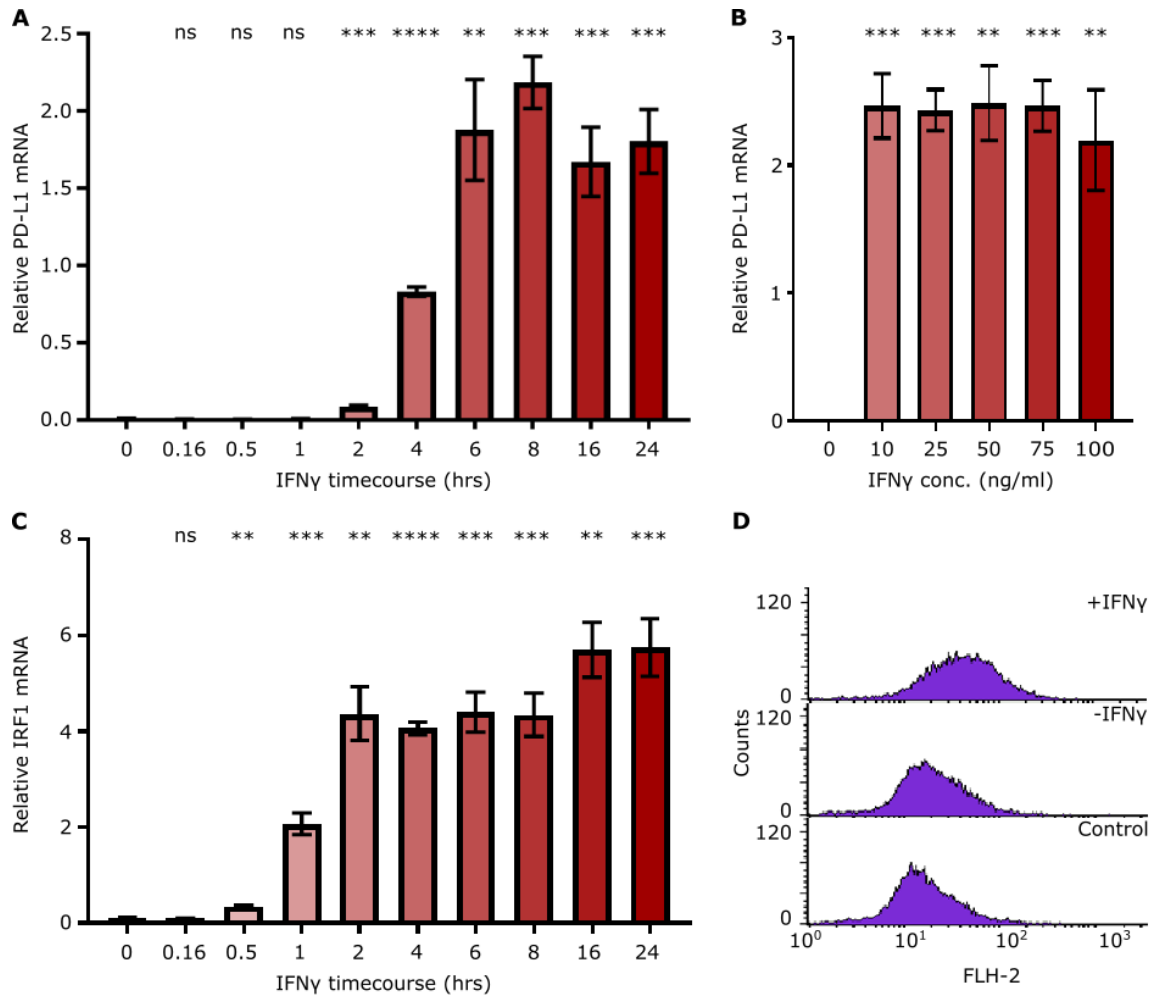 A
ns ns ns *** **** ** *** *** ***
2.5
2.0
1.5
1.0
0.5
0.0
Relative PD-L1 mRNA
0 0.16 0.5 1 2 4 6 8 16 24
IFNγ timecourse (hrs)
B
*** *** ** *** **
3
2
1
0
Relative PD-L1 mRNA
0 10 25 50 75 100
IFNγ conc. (ng/ml)
C
ns ** *** ** **** *** *** ** ***
8
6
4
2
0
Relative IRF1 mRNA
0 0.16 0.5 1 2 4 6 8 16 24
IFNγ timecourse (hrs)
D
120
+IFNγ
0
120
-IFNγ
0
120
Control
0
Counts
10⁰ 10¹ 10² 10³
FLH-2